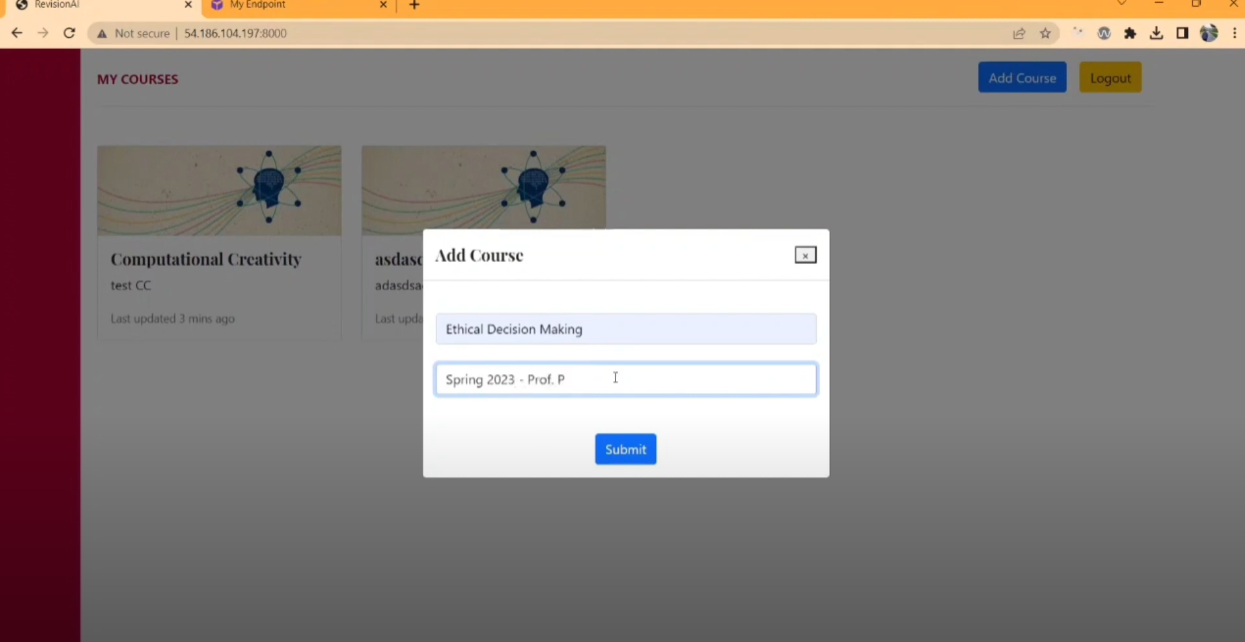 RevisionAI
My Endpoint
Not secure | 54.186.104.197:8000
MY COURSES
Add Course
Logout
Computational Creativity
test CC
Last updated 3 mins ago
asdasd
adasdsa
Last upda
Add Course
×
Ethical Decision Making
Spring 2023 - Prof. P
Submit